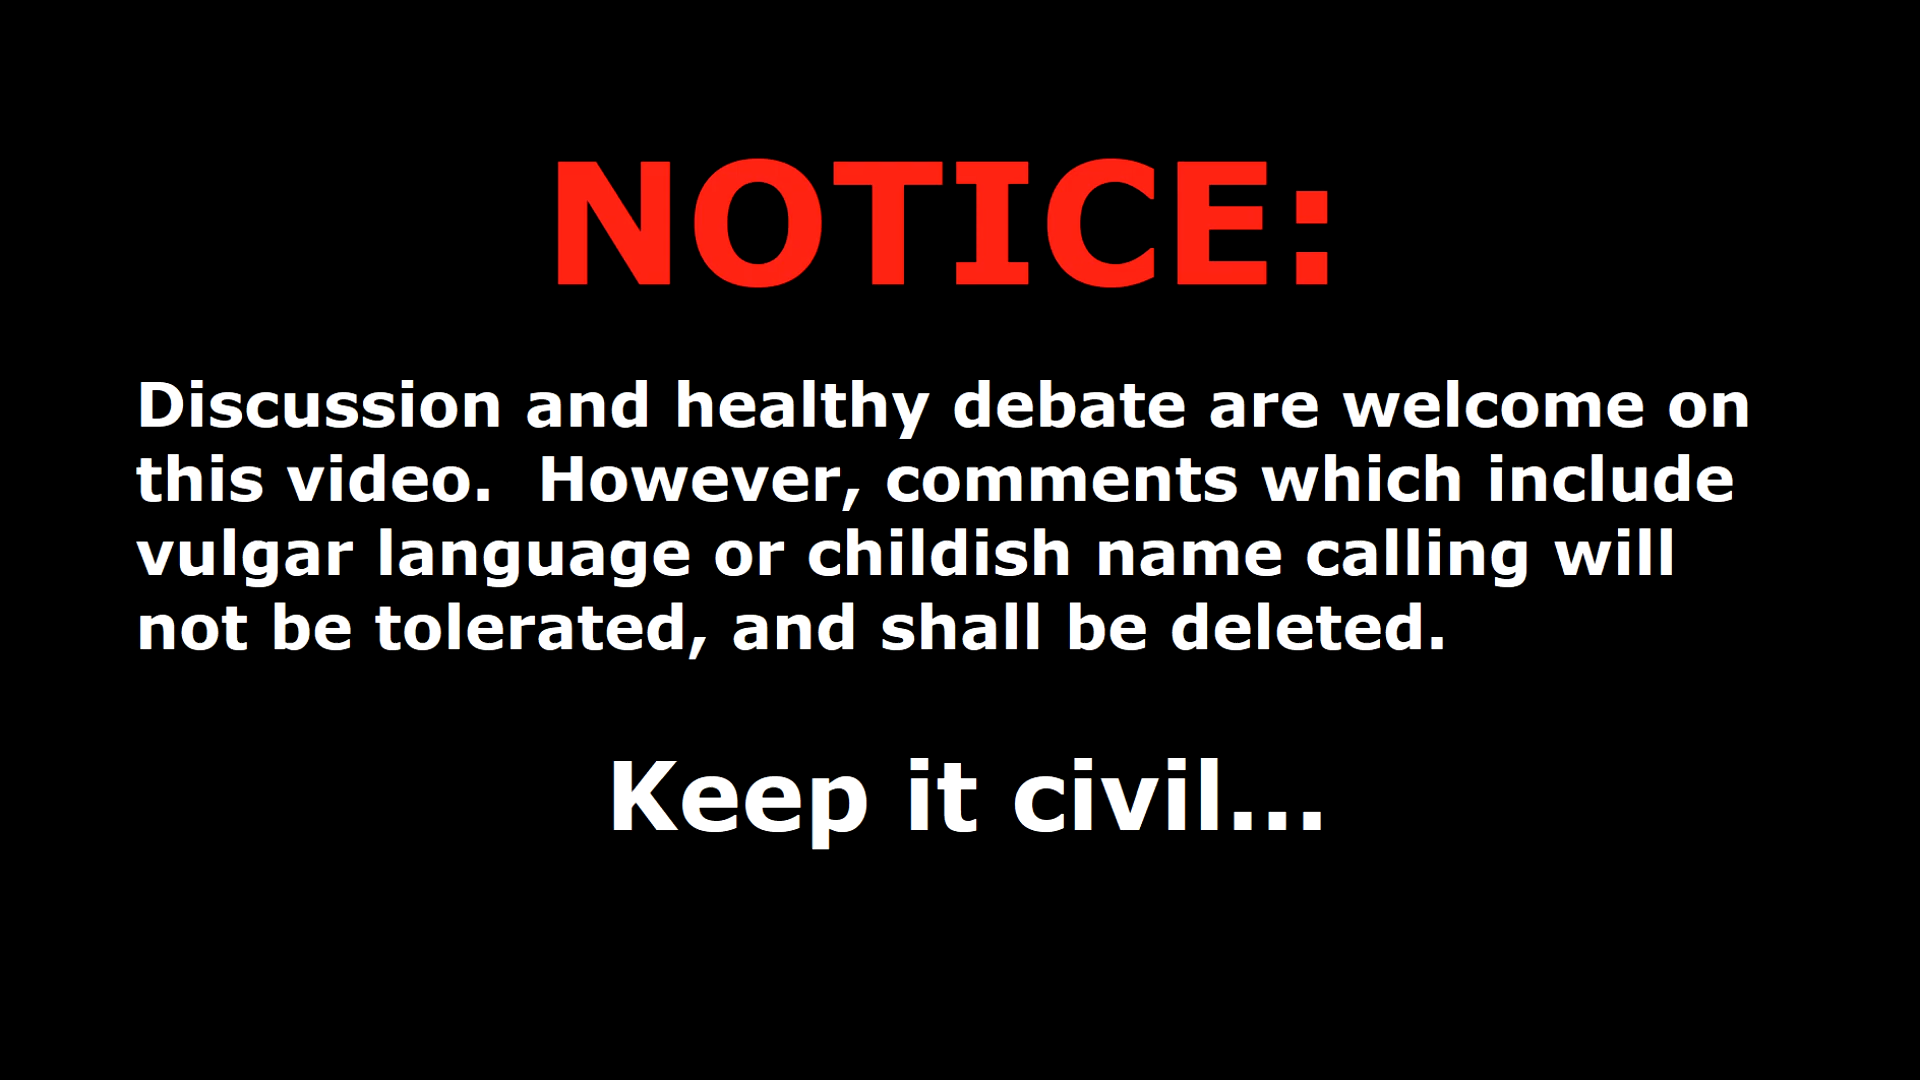 NOTICE:
Discussion and healthy debate are welcome on
this video.  However, comments which include
vulgar language or childish name calling will
not be tolerated, and shall be deleted.
Keep it civil...